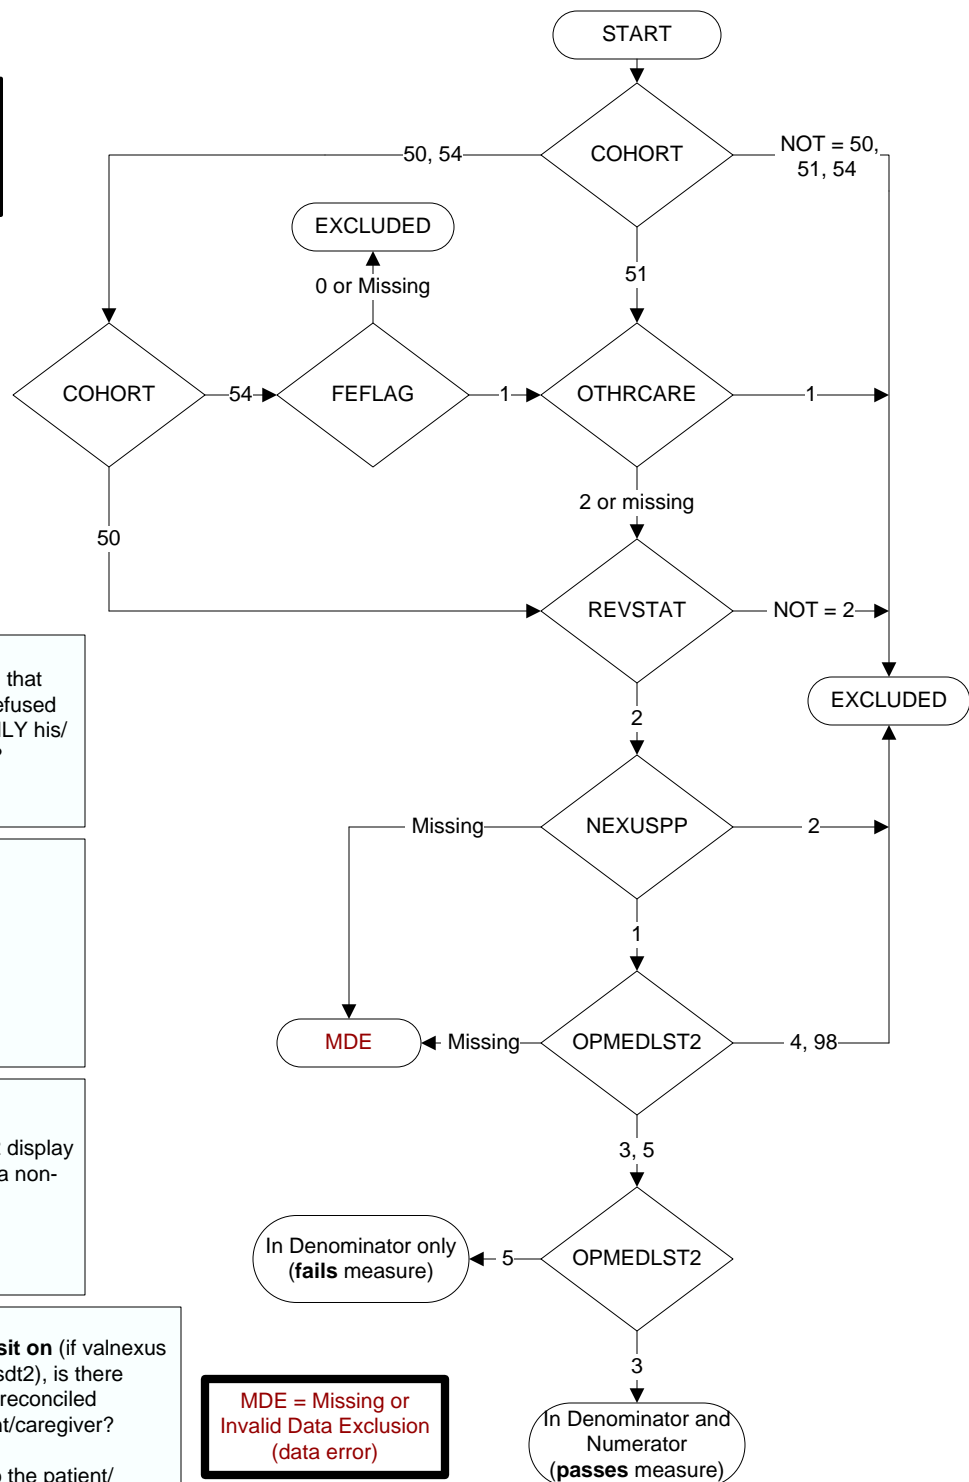 START
COHORT
50, 54
NOT = 50,
51, 54
EXCLUDED
0 or Missing
51
COHORT
54
FEFLAG
1
OTHRCARE
1
2 or missing
50
REVSTAT
NOT = 2
that
efused
ILY his/
EXCLUDED
2
Missing
NEXUSPP
2
1
MDE
Missing
OPMEDLST2
4, 98
display
a non-
3, 5
In Denominator only
(fails measure)
5
OPMEDLST2
sit on (if valnexus
sdt2), is there
reconciled
nt/caregiver?
o the patient/
3
MDE = Missing or
Invalid Data Exclusion
(data error)
In Denominator and
Numerator
(passes measure)